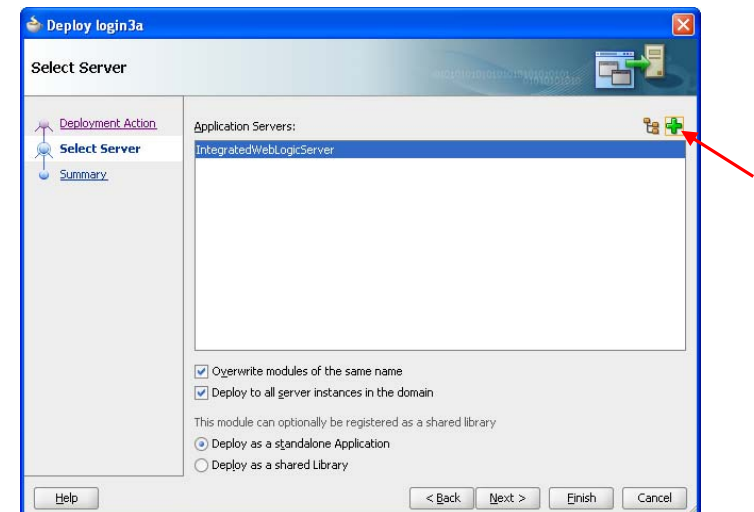 Deploy login3a
Select Server
Deployment Action
Select Server
Summary
Application Servers:
IntegratedWebLogicServer
Overwrite modules of the same name
Deploy to all server instances in the domain
This module can optionally be registered as a shared library
Deploy as a standalone Application
Deploy as a shared Library
Help
< Back
Next >
Finish
Cancel